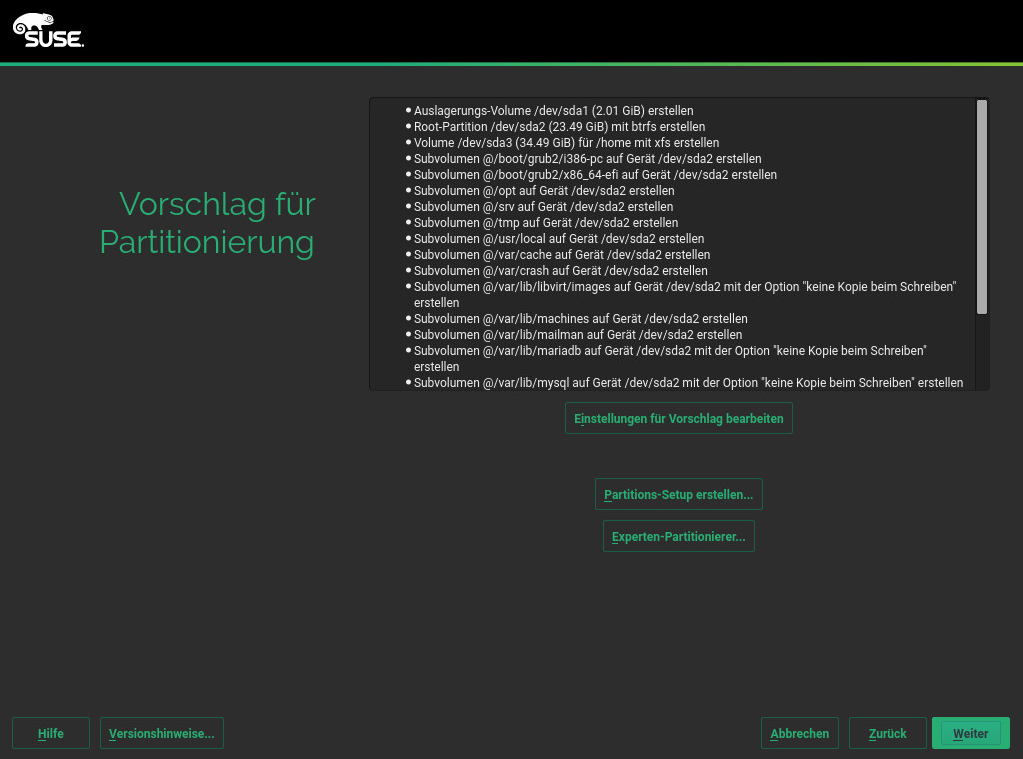 SUSE.
Vorschlag für
Partitionierung
Auslagerungs-Volume /dev/sda1 (2.01 GiB) erstellen
Root-Partition /dev/sda2 (23.49 GiB) mit btrfs erstellen
Volume /dev/sda3 (34.49 GiB) für /home mit xfs erstellen
Subvolumen @/boot/grub2/i386-pc auf Gerät /dev/sda2 erstellen
Subvolumen @/boot/grub2/x86_64-efi auf Gerät /dev/sda2 erstellen
Subvolumen @/opt auf Gerät /dev/sda2 erstellen
Subvolumen @/srv auf Gerät /dev/sda2 erstellen
Subvolumen @/tmp auf Gerät /dev/sda2 erstellen
Subvolumen @/usr/local auf Gerät /dev/sda2 erstellen
Subvolumen @/var/cache auf Gerät /dev/sda2 erstellen
Subvolumen @/var/crash auf Gerät /dev/sda2 erstellen
Subvolumen @/var/lib/libvirt/images auf Gerät /dev/sda2 mit der Option "keine Kopie beim Schreiben"
erstellen
Subvolumen @/var/lib/machines auf Gerät /dev/sda2 erstellen
Subvolumen @/var/lib/mailman auf Gerät /dev/sda2 erstellen
Subvolumen @/var/lib/mariadb auf Gerät /dev/sda2 mit der Option "keine Kopie beim Schreiben"
erstellen
Subvolumen @/var/lib/mysql auf Gerät /dev/sda2 mit der Option "keine Kopie beim Schreiben" erstellen
Einstellungen für Vorschlag bearbeiten
Partitions-Setup erstellen...
Experten-Partitionierer...
Hilfe
Versionshinweise...
Abbrechen
Zurück
Weiter